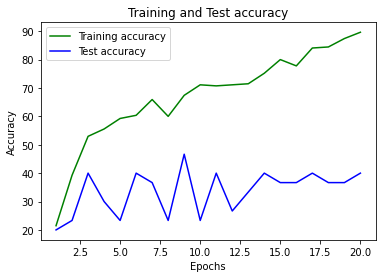 Training and Test accuracy
Training accuracy
Test accuracy
90
80
70
60
50
40
30
20
Accuracy
2.5 5.0 7.5 10.0 12.5 15.0 17.5 20.0
Epochs